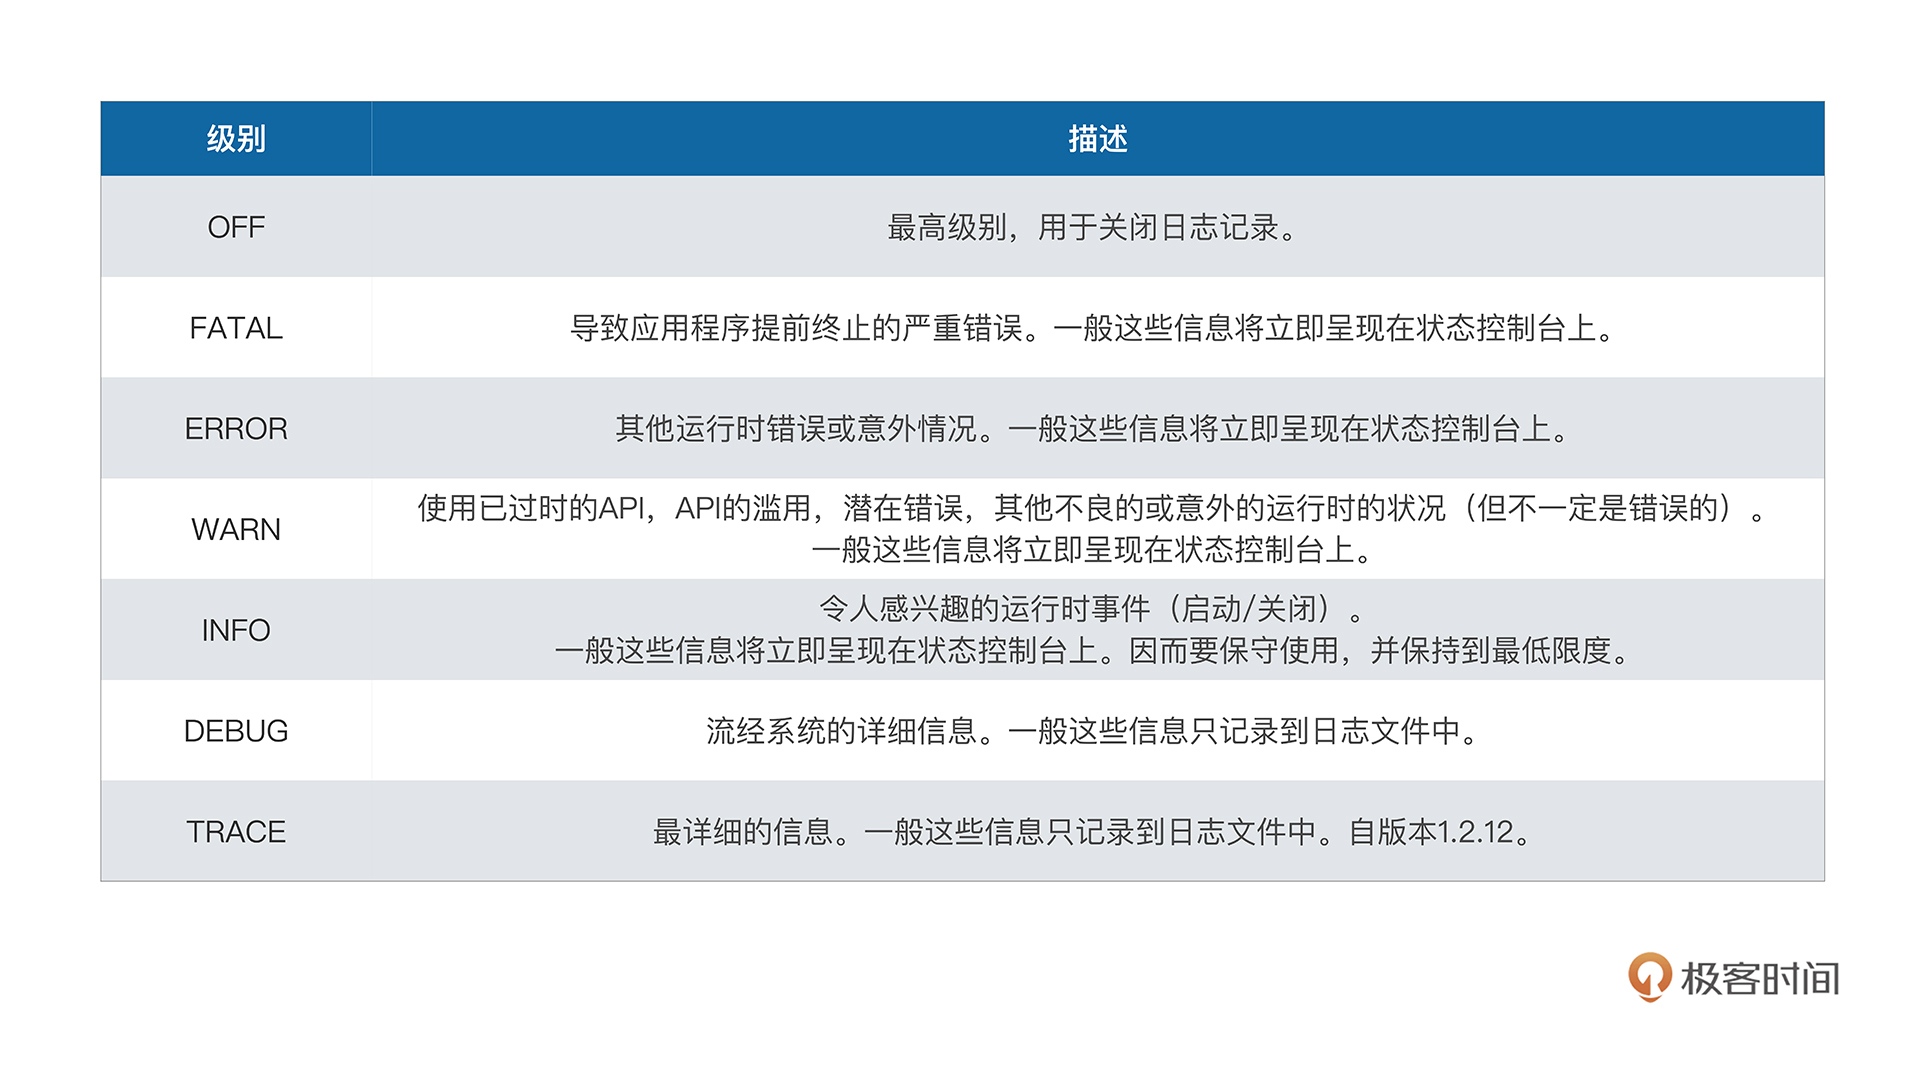 级别 描述
OFF 最高级别，用于关闭日志记录。
FATAL 导致应用程序提前终止的严重错误。一般这些信息将立即呈现在状态控制台上。
ERROR 其他运行时错误或意外情况。一般这些信息将立即呈现在状态控制台上。
WARN 使用已过时的API，API的滥用，潜在错误，其他不良的或意外的运行时的状况（但不一定是错误的）。
一般这些信息将立即呈现在状态控制台上。
INFO 令人感兴趣的运行时事件（启动/关闭）。
一般这些信息将立即呈现在状态控制台上。因而要保守使用，并保持到最低限度。
DEBUG 流经系统的详细信息。一般这些信息只记录到日志文件中。
TRACE 最详细的信息。一般这些信息只记录到日志文件中。自版本1.2.12。
极客时间